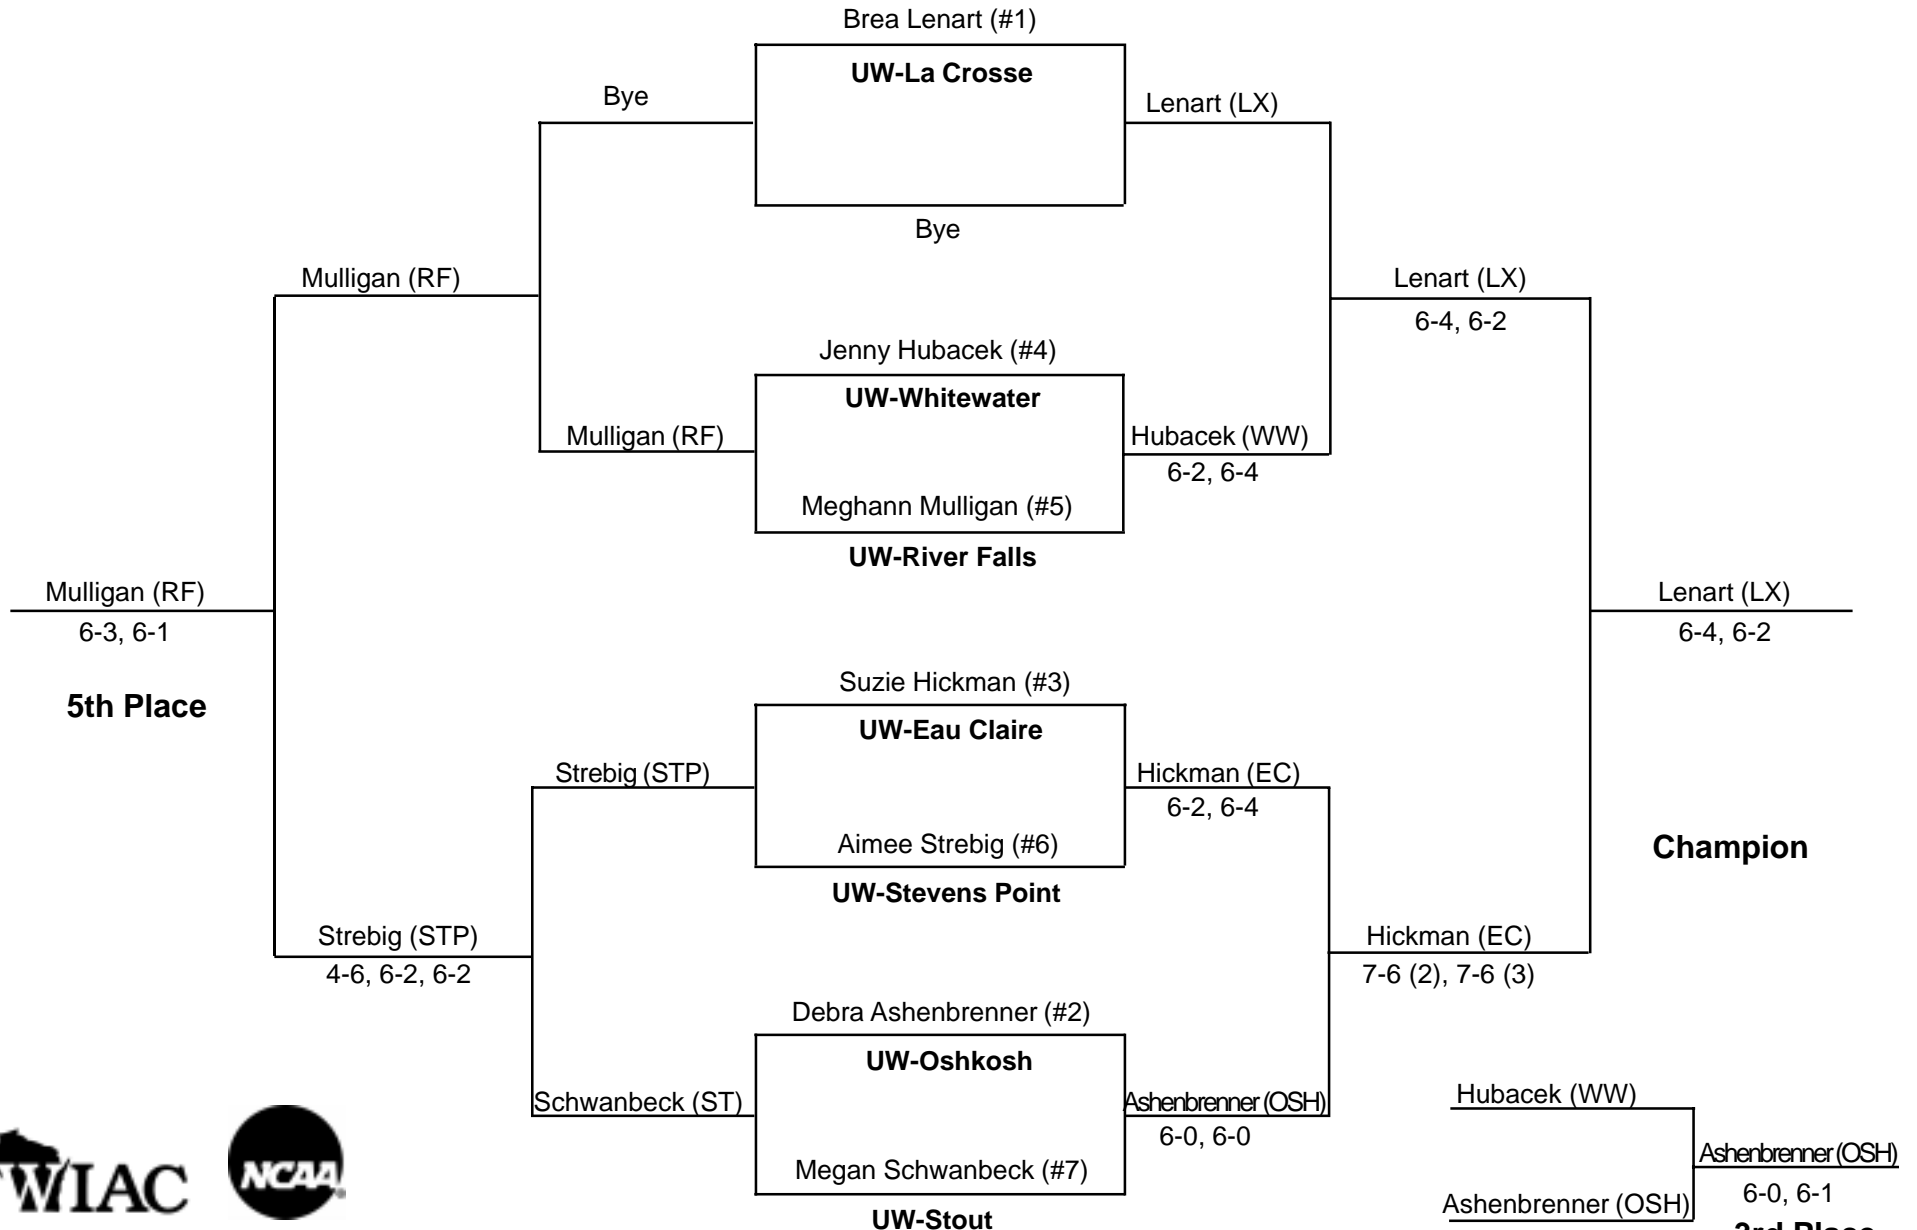 Brea Lenart (#1)
UW-La Crosse
Bye
Lenart (LX)
Bye
Mulligan (RF)
Lenart (LX)
6-4, 6-2
Jenny Hubacek (#4)
UW-Whitewater
Mulligan (RF)
Hubacek (WW)
6-2, 6-4
Meghann Mulligan (#5)
UW-River Falls
Mulligan (RF)
6-3, 6-1
5th Place
Lenart (LX)
6-4, 6-2
Suzie Hickman (#3)
UW-Eau Claire
Strebig (STP)
Hickman (EC)
6-2, 6-4
Aimee Strebig (#6)
UW-Stevens Point
Champion
Strebig (STP)
4-6, 6-2, 6-2
Hickman (EC)
7-6 (2), 7-6 (3)
Debra Ashenbrenner (#2)
UW-Oshkosh
Schwanbeck (ST)
Ashenbrenner (OSH)
6-0, 6-0
Megan Schwanbeck (#7)
UW-Stout
Hubacek (WW)
Ashenbrenner (OSH)
Ashenbrenner (OSH)
6-0, 6-1
3rd Place
WIAC
NCAA